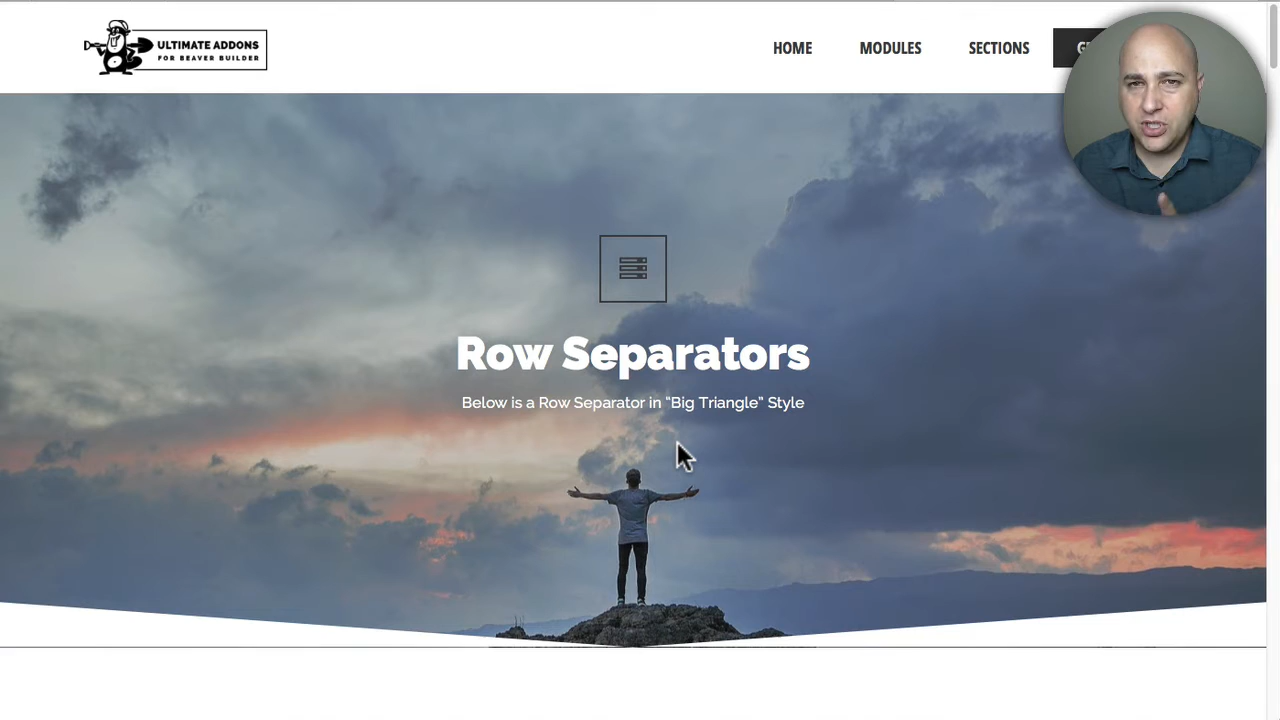 ULTIMATE ADDONS
FOR BEAVER BUILDER
HOME
MODULES
SECTIONS
Row Separators
Below is a Row Separator in “Big Triangle” Style